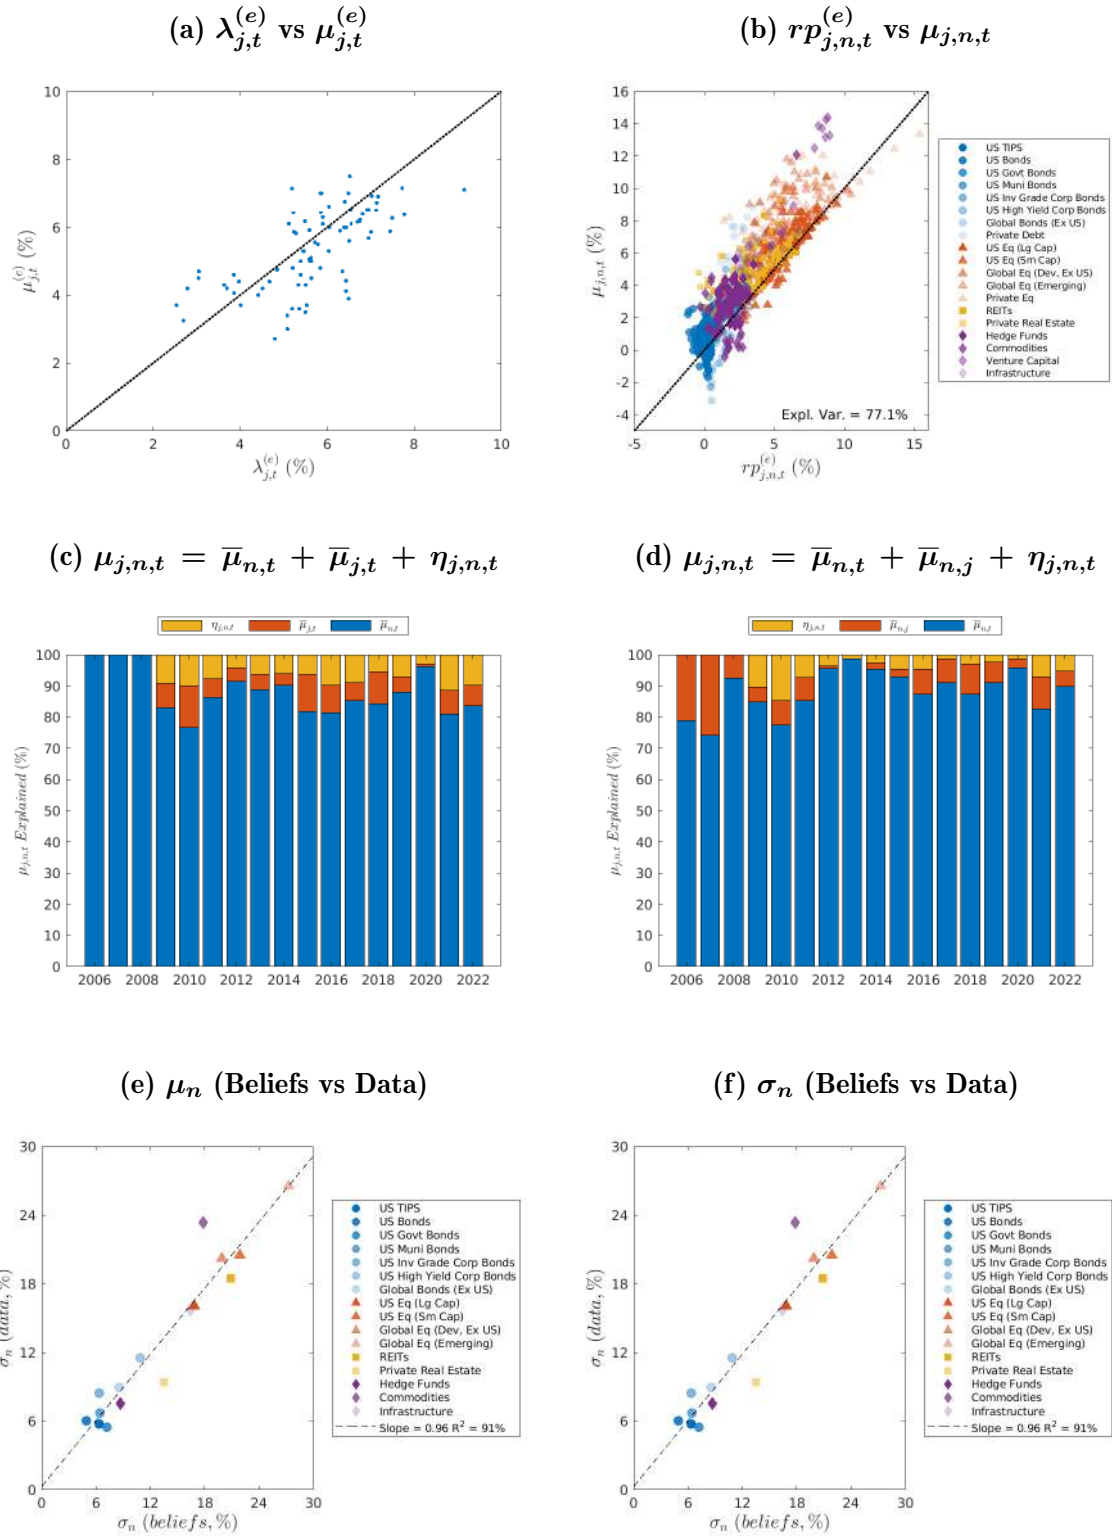 (a) λ_{j,t}^{(e)} vs μ_{j,t}^{(e)}
(b) rp_{j,n,t}^{(e)} vs μ_{j,n,t}
10
8
6
4
2
0
μ_{j,t}^{(e)} (%)
0 2 4 6 8 10
λ_{j,t}^{(e)} (%)
16
14
12
10
8
6
4
2
0
-2
-4
μ_{j,n,t} (%)
Expl. Var. = 77.1%
-5 0 5 10 15
rp_{j,n,t}^{(e)} (%)
US TIPS
US Bonds
US Govt Bonds
US Muni Bonds
US Inv Grade Corp Bonds
US High Yield Corp Bonds
Global Bonds (Ex US)
Private Debt
US Eq (Lg Cap)
US Eq (Sm Cap)
Global Eq (Dev, Ex US)
Global Eq (Emerging)
Private Eq
REITs
Private Real Estate
Hedge Funds
Commodities
Venture Capital
Infrastructure
(c) μ_{j,n,t} = μ̅_{n,t} + μ̅_{j,t} + η_{j,n,t}
(d) μ_{j,n,t} = μ̅_{n,t} + μ̅_{n,j} + η_{j,n,t}
η_{j,n,t} μ̅_{j,t} μ̅_{n,t}
100
90
80
70
60
50
40
30
20
10
0
μ_{j,n,t} Explained (%)
2006 2008 2010 2012 2014 2016 2018 2020 2022
η_{j,n,t} μ̅_{n,j} μ̅_{n,t}
100
90
80
70
60
50
40
30
20
10
0
μ_{j,n,t} Explained (%)
2006 2008 2010 2012 2014 2016 2018 2020 2022
(e) μ_n (Beliefs vs Data)
(f) σ_n (Beliefs vs Data)
30
24
18
12
6
0
σ_n (data, %)
0 6 12 18 24 30
σ_n (beliefs, %)
US TIPS
US Bonds
US Govt Bonds
US Muni Bonds
US Inv Grade Corp Bonds
US High Yield Corp Bonds
Global Bonds (Ex US)
US Eq (Lg Cap)
US Eq (Sm Cap)
Global Eq (Dev, Ex US)
Global Eq (Emerging)
REITs
Private Real Estate
Hedge Funds
Commodities
Infrastructure
Slope = 0.96 R² = 91%
30
24
18
12
6
0
σ_n (data, %)
0 6 12 18 24 30
σ_n (beliefs, %)
US TIPS
US Bonds
US Govt Bonds
US Muni Bonds
US Inv Grade Corp Bonds
US High Yield Corp Bonds
Global Bonds (Ex US)
US Eq (Lg Cap)
US Eq (Sm Cap)
Global Eq (Dev, Ex US)
Global Eq (Emerging)
REITs
Private Real Estate
Hedge Funds
Commodities
Infrastructure
Slope = 0.96 R² = 91%